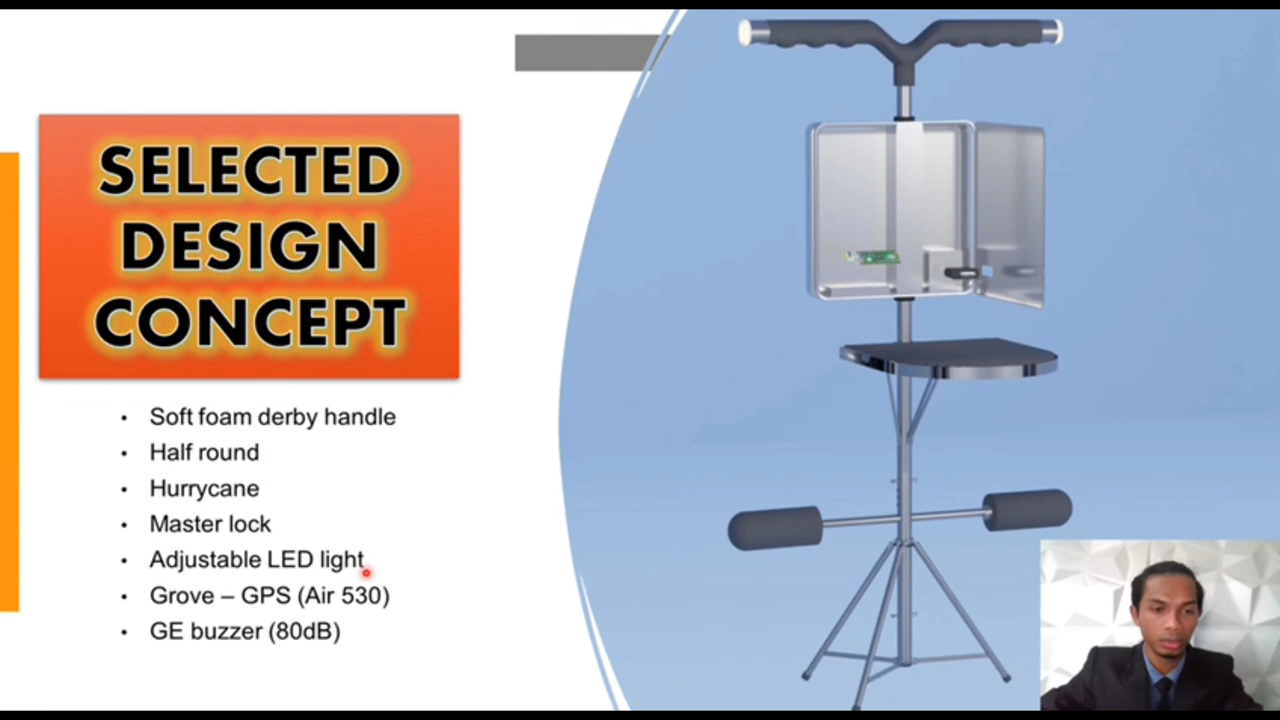 SELECTED
DESIGN
CONCEPT
• Soft foam derby handle
• Half round
• Hurrycane
• Master lock
• Adjustable LED light
• Grove – GPS (Air 530)
• GE buzzer (80dB)